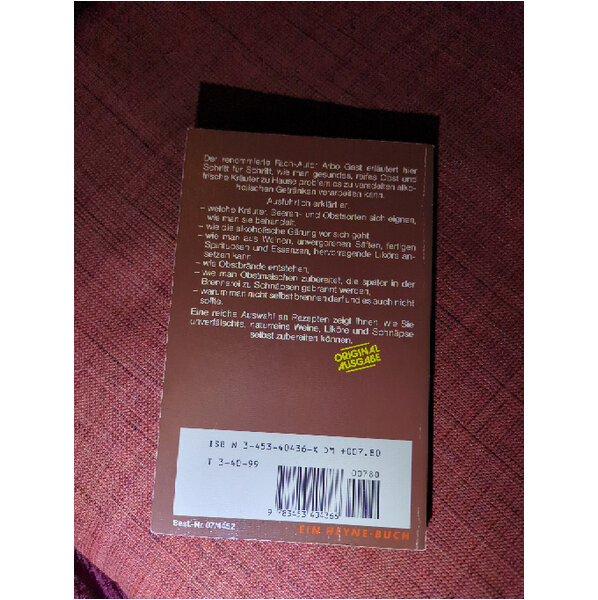 Der renommierte Fach-Autor Arbo Gast erläutert hier
Schritt für Schritt, wie man gesundes, reifes Obst und
frische Kräuter zu Hause problemlos zu veredelten alko-
holischen Getränken verarbeiten kann.
Ausführlich erklärt er:
– welche Kräuter, Beeren- und Obstsorten sich eignen,
wie man sie behandelt,
– wie die alkoholische Gärung vor sich geht,
– wie man aus Weinen, unvergorenen Säften, fertigen
Spirituosen und Essenzen, hervorragende Liköre an-
setzen kann
– wie Obstbrände entstehen,
– wie man Obstmaischen zubereitet, die später in der
Brennerei zu Schnäpsen gebrannt werden,
– warum man nicht selbst brennen darf und es auch nicht
sollte.
Eine reiche Auswahl an Rezepten zeigt Ihnen, wie Sie
unverfälschte, naturreine Weine, Liköre und Schnäpse
selbst zubereiten können.
ORIGINAL
AUSGABE
ISBN 3-453-40436-X DM +007.80
T 3-40-99
00780
9 783453 404366
Best.-Nr. 07/4452
EIN HEYNE-BUCH